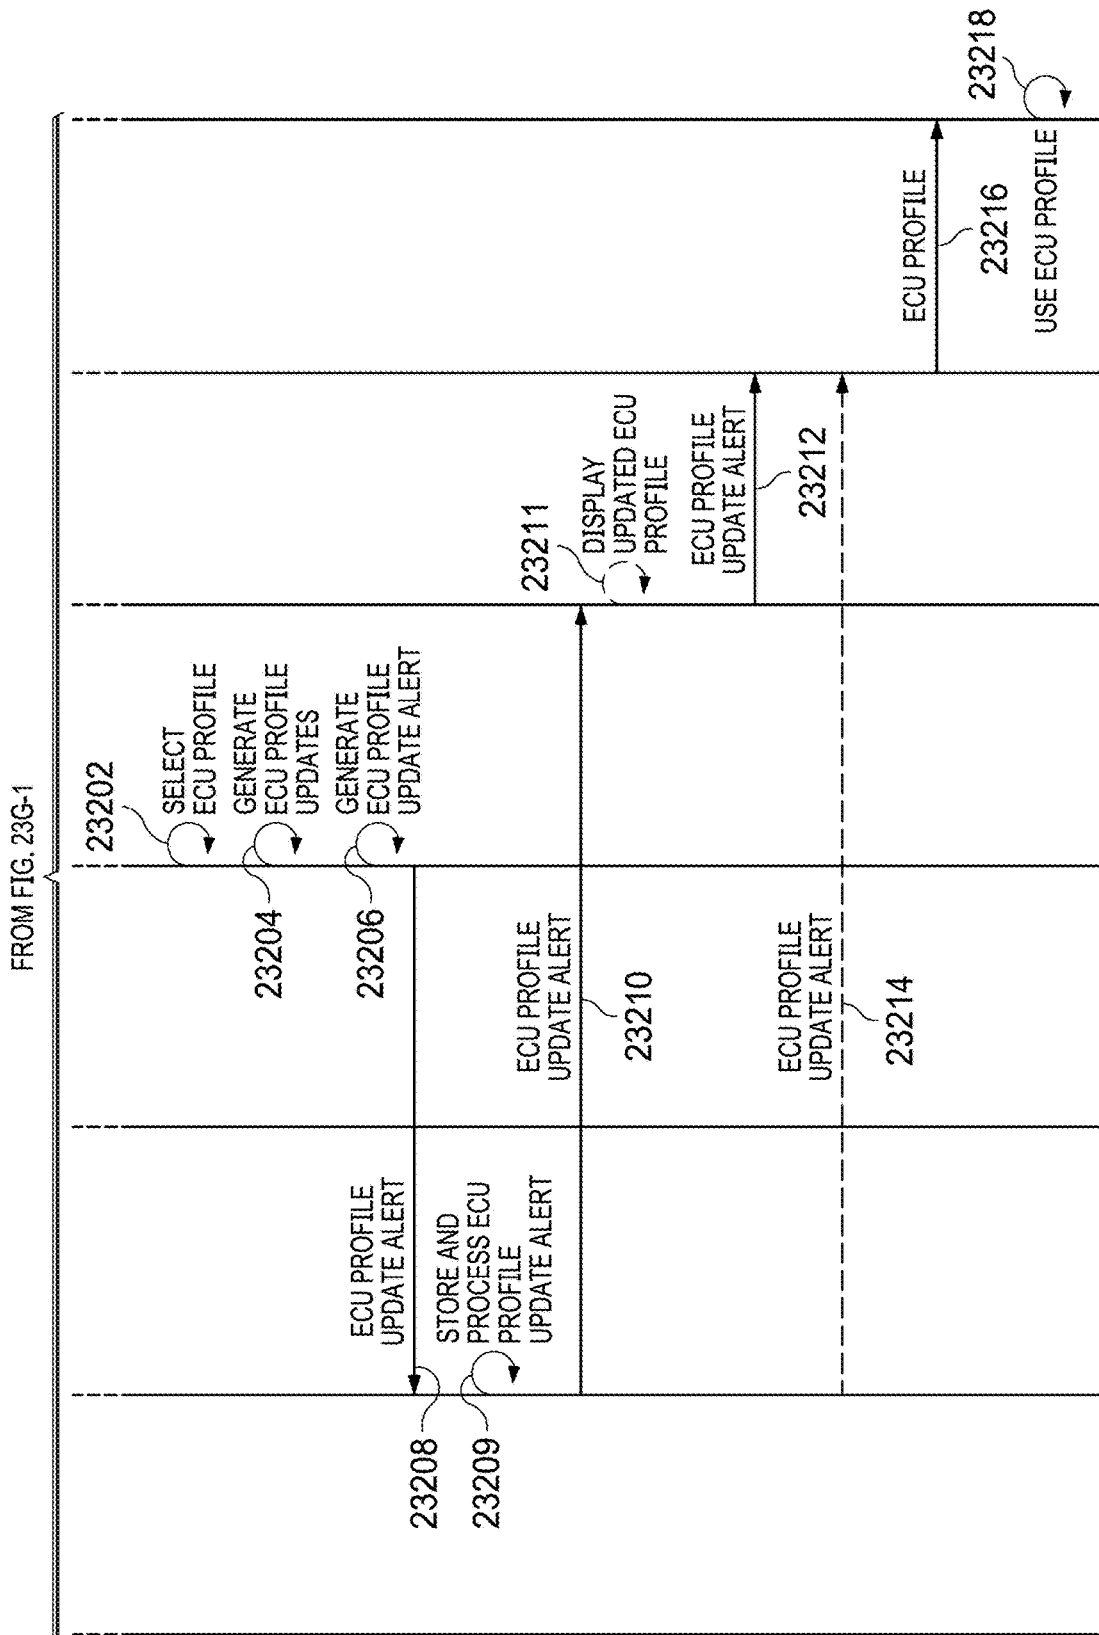 FROM FIG. 23G-1
23202
SELECT
ECU PROFILE
GENERATE
ECU PROFILE
UPDATES
23204
GENERATE
ECU PROFILE
UPDATE ALERT
23206
ECU PROFILE
UPDATE ALERT
23208
STORE AND
PROCESS ECU
PROFILE
UPDATE ALERT
23209
ECU PROFILE
UPDATE ALERT
23210
23211
DISPLAY
UPDATED ECU
PROFILE
ECU PROFILE
UPDATE ALERT
23212
ECU PROFILE
UPDATE ALERT
23214
ECU PROFILE
23216
USE ECU PROFILE
23218